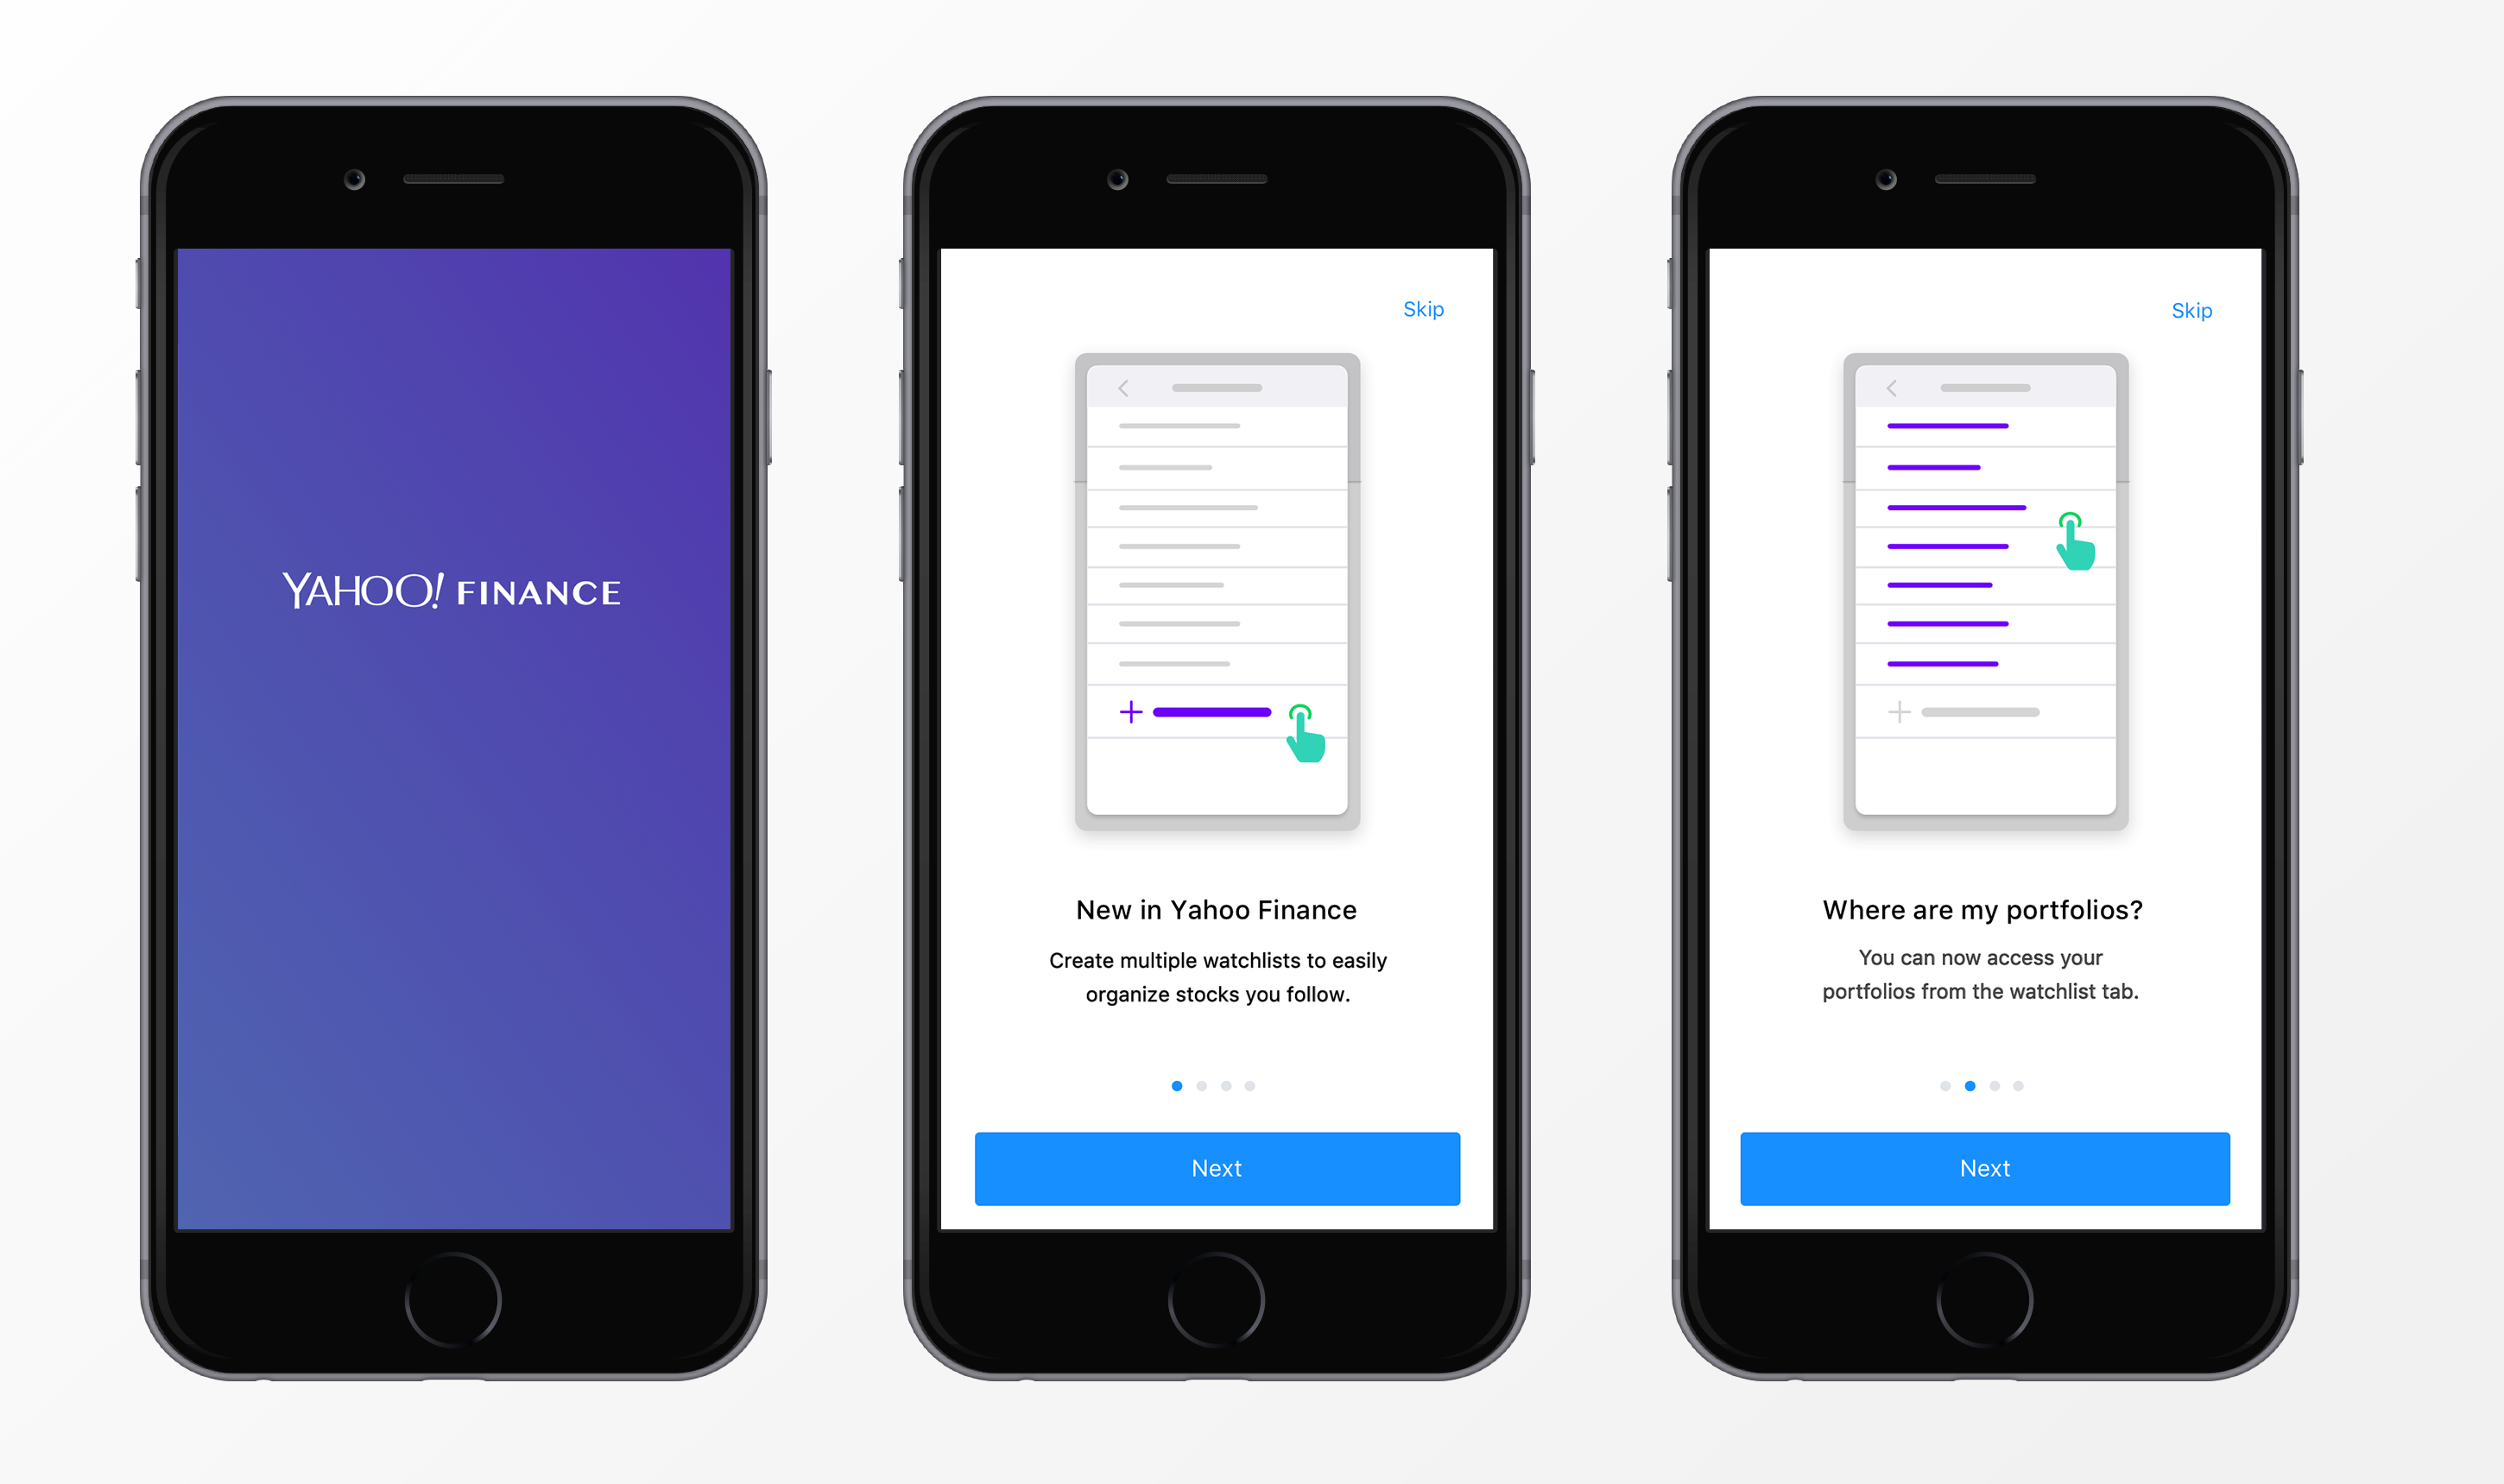 YAHOO! FINANCE
Skip
New in Yahoo Finance
Create multiple watchlists to easily
organize stocks you follow.
Next
Skip
Where are my portfolios?
You can now access your
portfolios from the watchlist tab.
Next